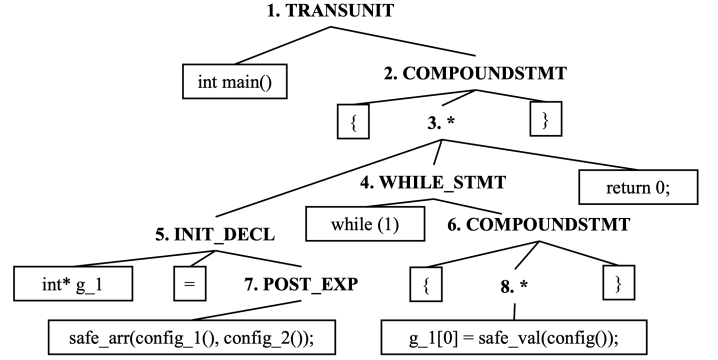 1. TRANSUNIT
int main()
2. COMPOUNDSTMT
{
3. *
}
4. WHILE_STMT
return 0;
while (1)
5. INIT_DECL
6. COMPOUNDSTMT
int* g_1
=
7. POST_EXP
{
8. *
}
safe_arr(config_1(), config_2());
g_1[0] = safe_val(config());